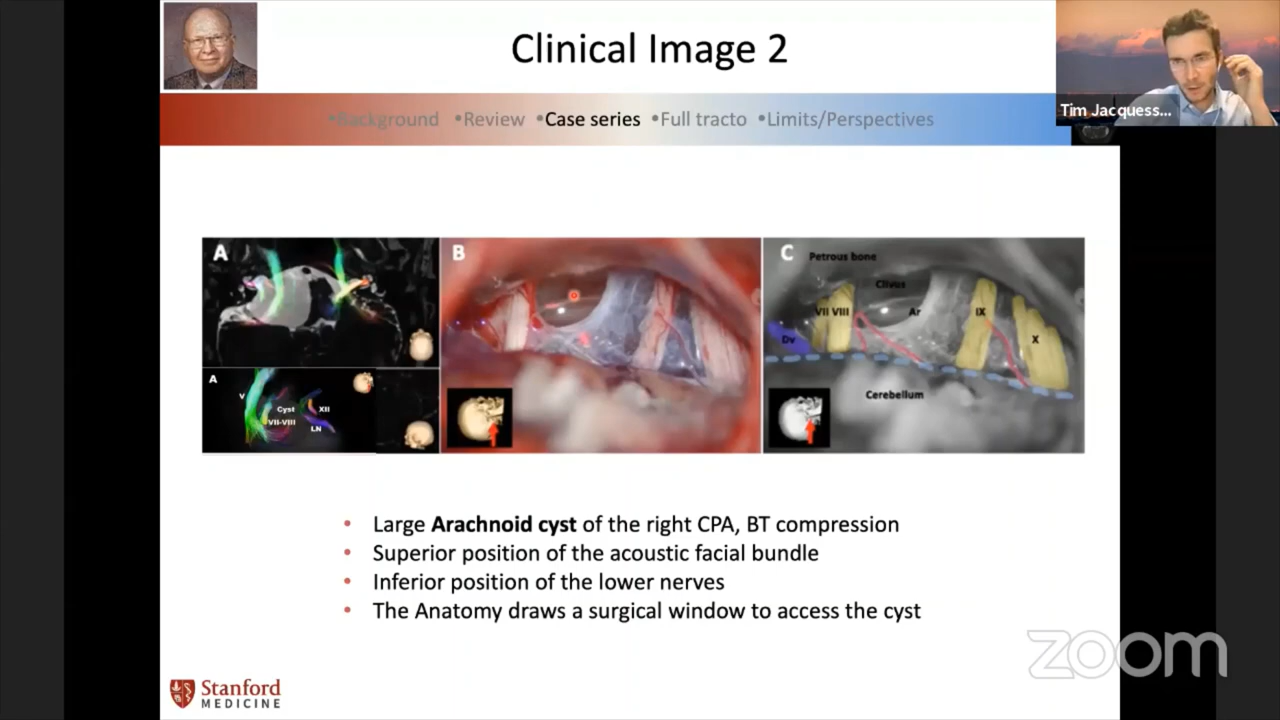 Clinical Image 2
Tim Jacquess...
•Background •Review •Case series •Full tracto •Limits/Perspectives
A
B
C
Petrous bone
Clivus
VII VIII
Ar
IX
X
Dv
Cerebellum
A
V
Cyst
XII
VII-VIII
LN
• Large Arachnoid cyst of the right CPA, BT compression
• Superior position of the acoustic facial bundle
• Inferior position of the lower nerves
• The Anatomy draws a surgical window to access the cyst
zoom
Stanford
MEDICINE